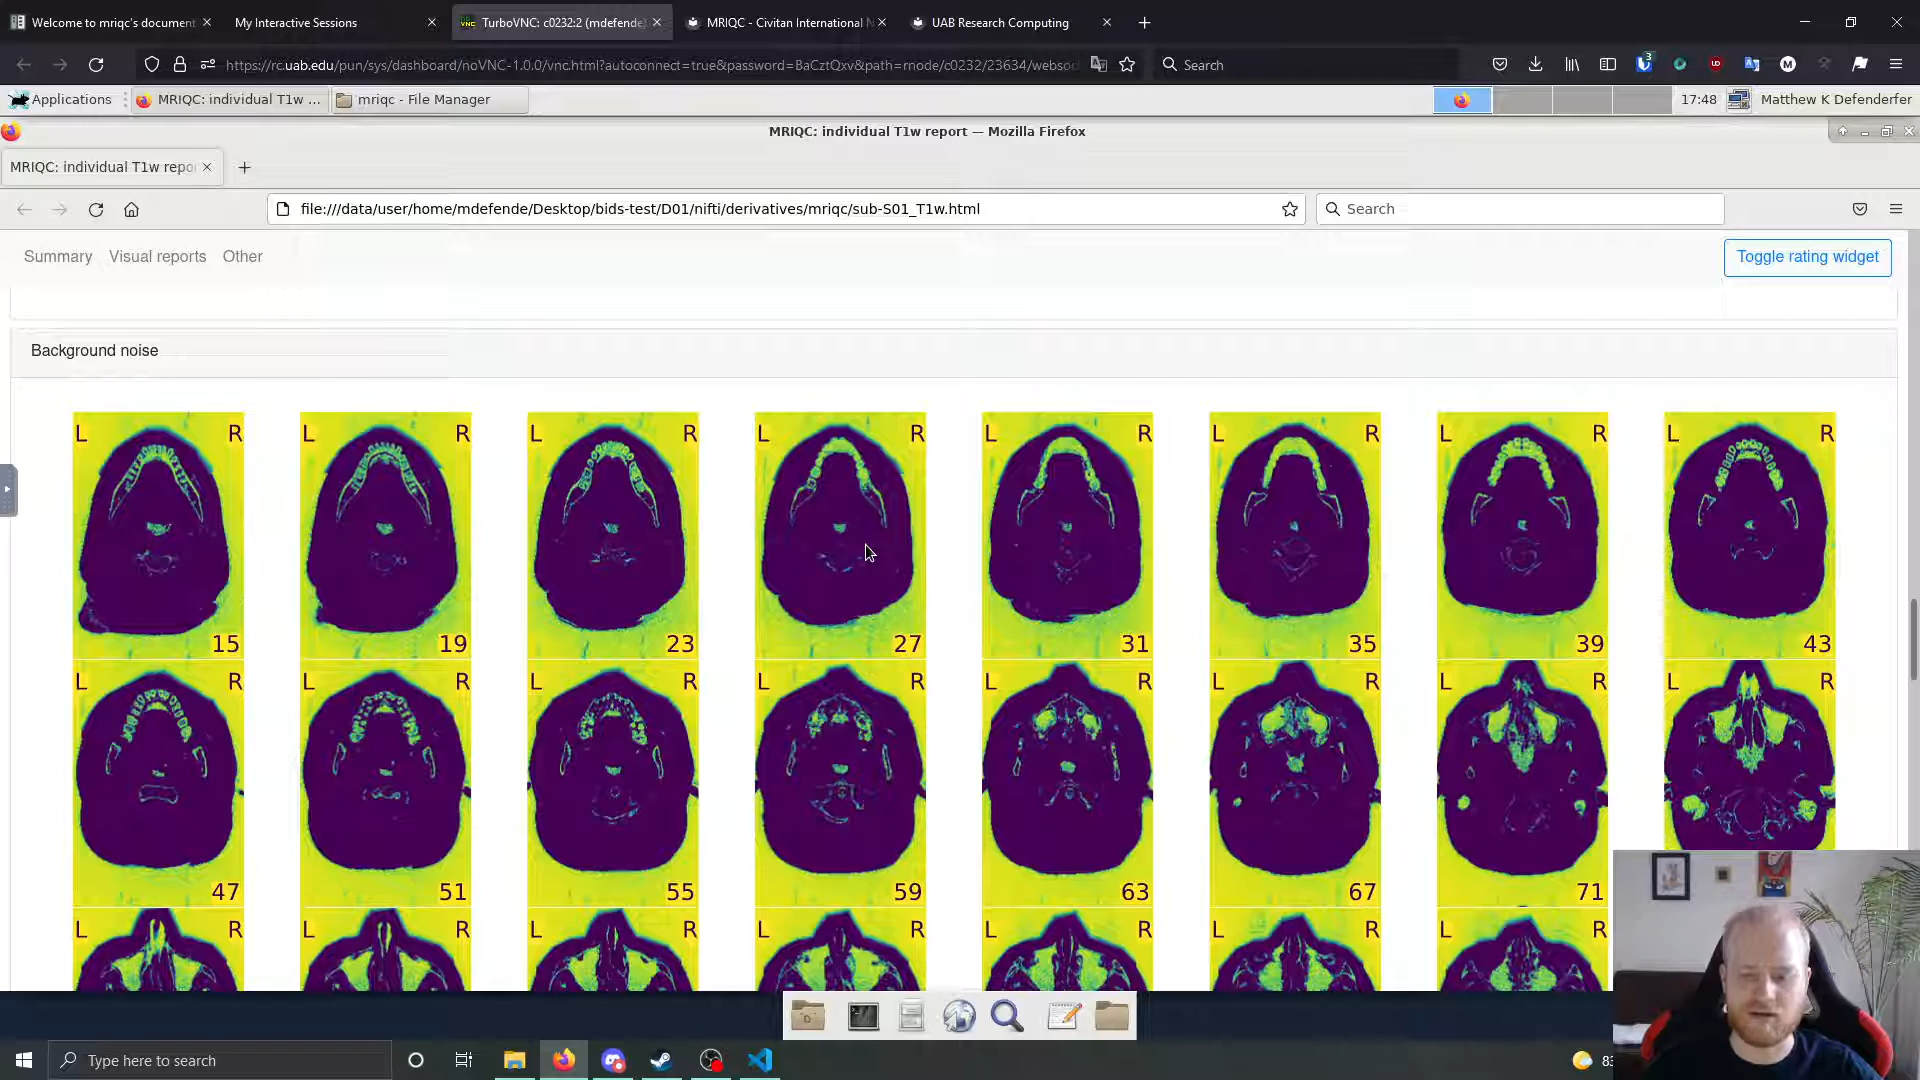 Welcome to mriqc's document
My Interactive Sessions
TurboVNC: c0232:2 (mdefende
MRIQC - Civitan International N
UAB Research Computing
https://rc.uab.edu/pun/sys/dashboard/noVNC-1.0.0/vnc.html?autoconnect=true&password=BaCztQxv&path=rnode/c0232/23634/websoc
Search
3
Applications
MRIQC: individual T1w ...
mriqc - File Manager
17:48
Matthew K Defenderfer
MRIQC: individual T1w report — Mozilla Firefox
MRIQC: individual T1w repo
file:///data/user/home/mdefende/Desktop/bids-test/D01/nifti/derivatives/mriqc/sub-S01_T1w.html
Search
Summary Visual reports Other
Toggle rating widget
Background noise
L R L R L R L R L R L R L R L R
15 19 23 27 31 35 39 43
L R L R L R L R L R L R L R L R
47 51 55 59 63 67 71
L R L R L R L R L R L R L R
Type here to search